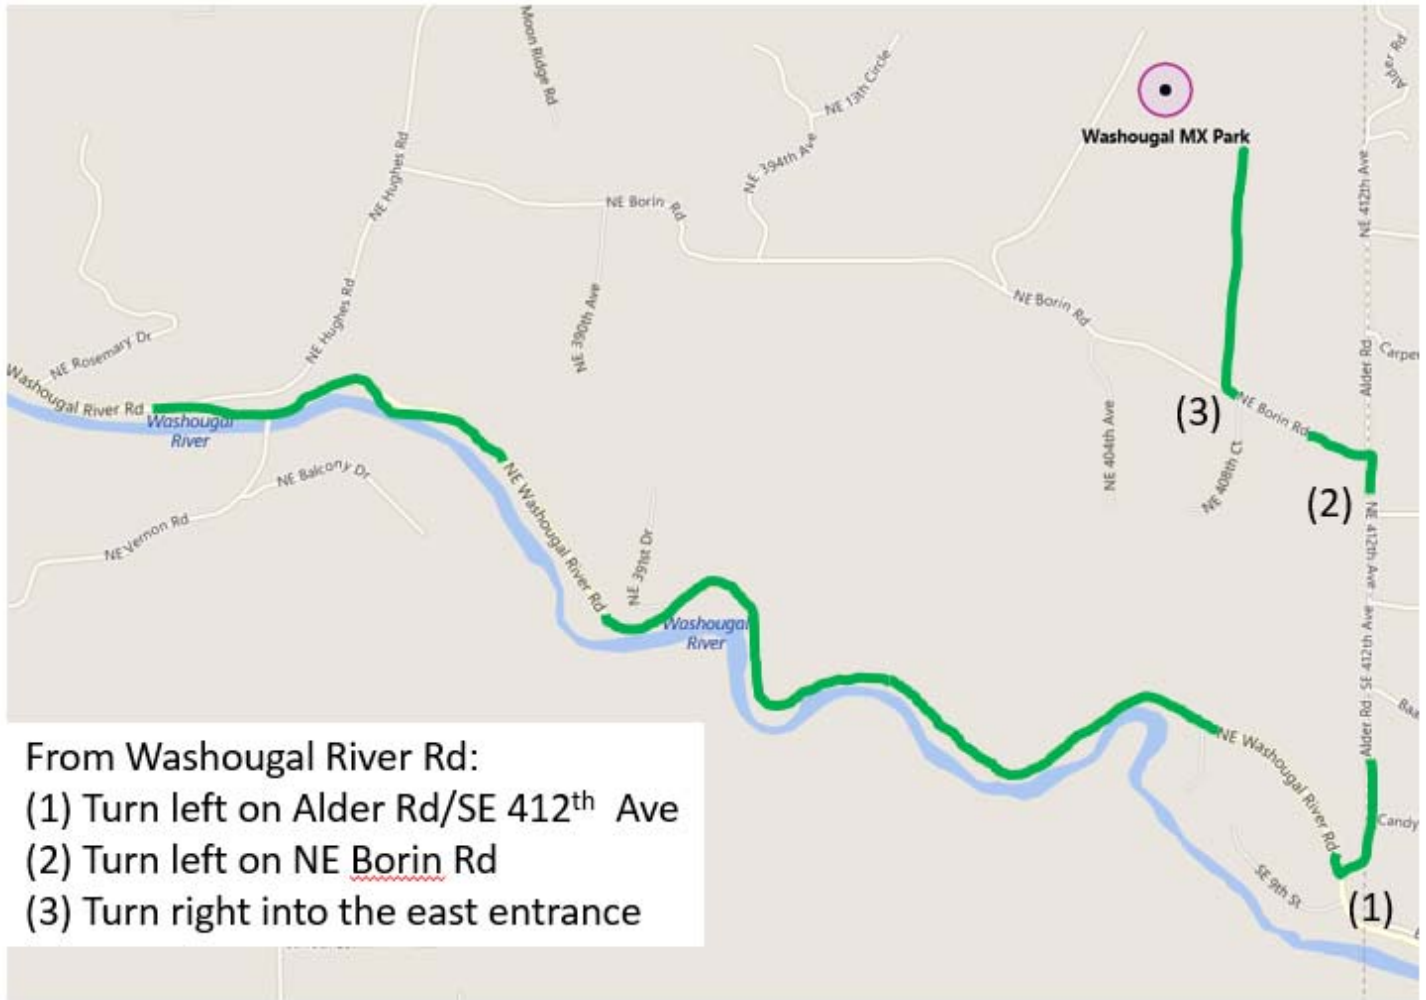 Moon Ridge Rd
NE 13th Circle
NE 394th Ave
Washougal MX Park
Alder Rd
NE 412th Ave
NE Hughes Rd
NE Borin Rd
NE Hughes Rd
NE 390th Ave
NE Borin Rd
NE Rosemary Dr
Alder Rd
Washougal River Rd
Washougal
River
(3)
NE Borin Rd
NE 404th Ave
NE 408th Ct
NE Balcony Dr
NE Vernon Rd
NE Washougal River Rd
(2)
NE 412th Ave
NE 391st Dr
Washougal
River
Alder Rd - SE 412th Ave
NE Washougal River Rd
Candy
SE 9th St
(1)
From Washougal River Rd:
(1) Turn left on Alder Rd/SE 412th Ave
(2) Turn left on NE Borin Rd
(3) Turn right into the east entrance